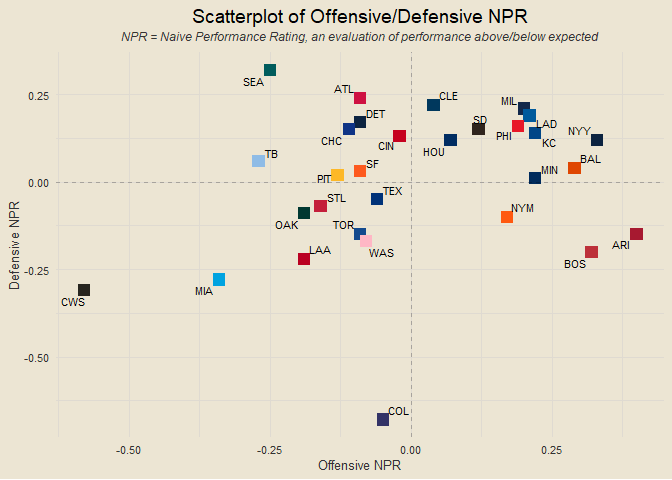 Scatterplot of Offensive/Defensive NPR
NPR = Naive Performance Rating, an evaluation of performance above/below expected
SEA
ATL
CLE
MIL
0.25
DET
SD
LAD
CHC
PHI
NYY
CIN
KC
HOU
TB
SF
BAL
PIT
MIN
0.00
TEX
STL
NYM
OAK
TOR
ARI
LAA
WAS
BOS
-0.25
MIA
CWS
-0.50
COL
Defensive NPR
-0.50
-0.25
0.00
0.25
Offensive NPR